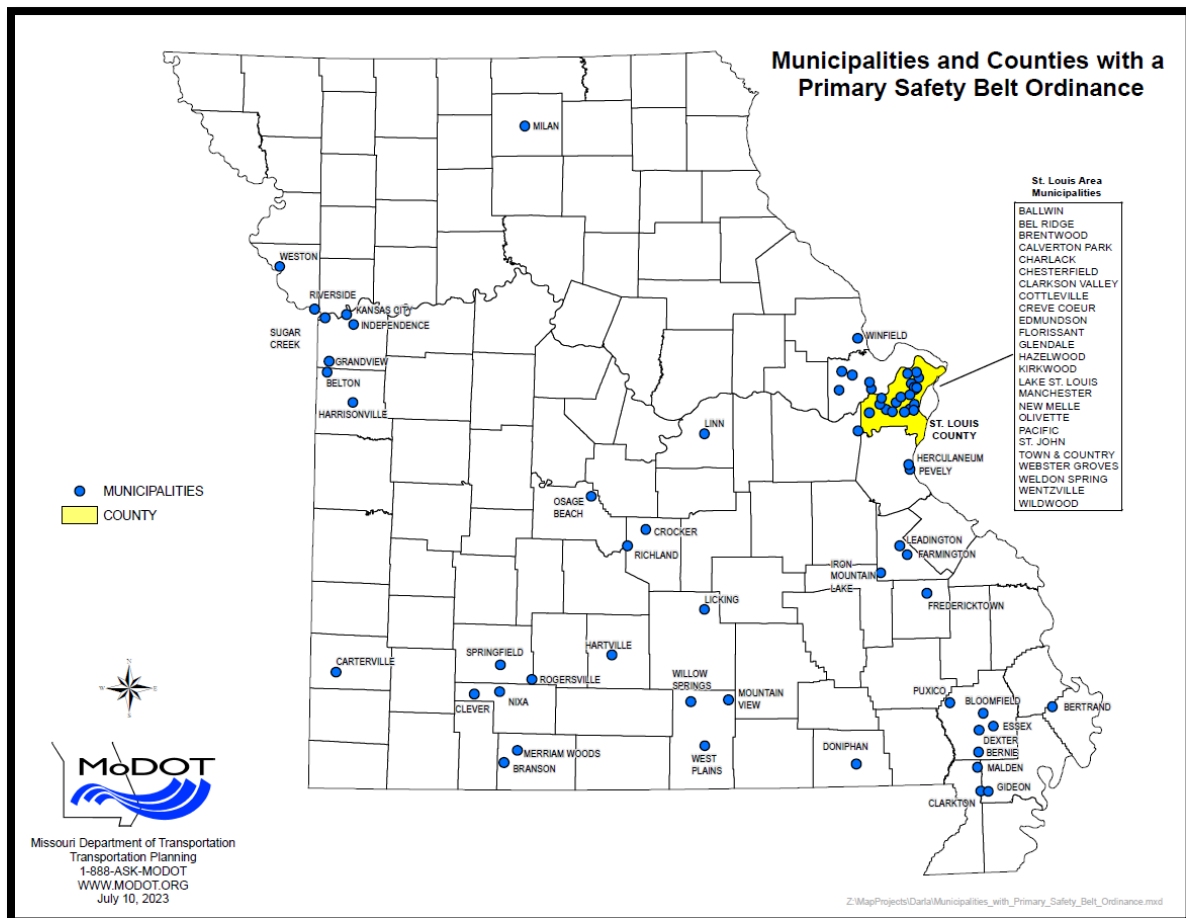 Municipalities and Counties with a
Primary Safety Belt Ordinance
MILAN
St. Louis Area
Municipalities
BALLWIN
BEL RIDGE
BRENTWOOD
CALVERTON PARK
CHARLACK
CHESTERFIELD
CLARKSON VALLEY
COTTLEVILLE
CREVE COEUR
EDMUNDSON
FLORISSANT
GLENDALE
HAZELWOOD
KIRKWOOD
LAKE ST. LOUIS
MANCHESTER
NEW MELLE
OLIVETTE
PACIFIC
ST. JOHN
TOWN & COUNTRY
WEBSTER GROVES
WELDON SPRING
WENTZVILLE
WILDWOOD
WESTON
RIVERSIDE
KANSAS CITY
INDEPENDENCE
SUGAR
CREEK
WINFIELD
GRANDVIEW
BELTON
HARRISONVILLE
LINN
ST. LOUIS
COUNTY
HERCULANEUM
PEVELY
MUNICIPALITIES
COUNTY
OSAGE
BEACH
CROCKER
RICHLAND
LEADINGTON
FARMINGTON
IRON
MOUNTAIN
LAKE
LICKING
FREDERICKTOWN
CARTERVILLE
SPRINGFIELD
HARTVILLE
ROGERSVILLE
WILLOW
SPRINGS
MOUNTAIN
VIEW
CLEVER
NIXA
PUXICO
BLOOMFIELD
BERTRAND
ESSEX
DEXTER
BERNIE
MERRIAM WOODS
BRANSON
WEST
PLAINS
DONIPHAN
MALDEN
GIDEON
CLARKTON
N
W
E
S
MoDOT
Missouri Department of Transportation
Transportation Planning
1-888-ASK-MODOT
WWW.MODOT.ORG
July 10, 2023
Z:\MapProjects\Darla\Municipalities_with_Primary_Safety_Belt_Ordinance.mxd